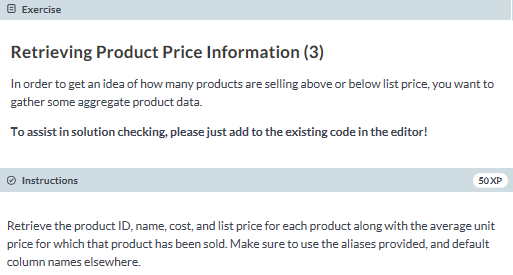 Exercise
Retrieving Product Price Information (3)
In order to get an idea of how many products are selling above or below list price, you want to
gather some aggregate product data.
To assist in solution checking, please just add to the existing code in the editor!
Instructions
50 XP
Retrieve the product ID, name, cost, and list price for each product along with the average unit
price for which that product has been sold. Make sure to use the aliases provided, and default
column names elsewhere.